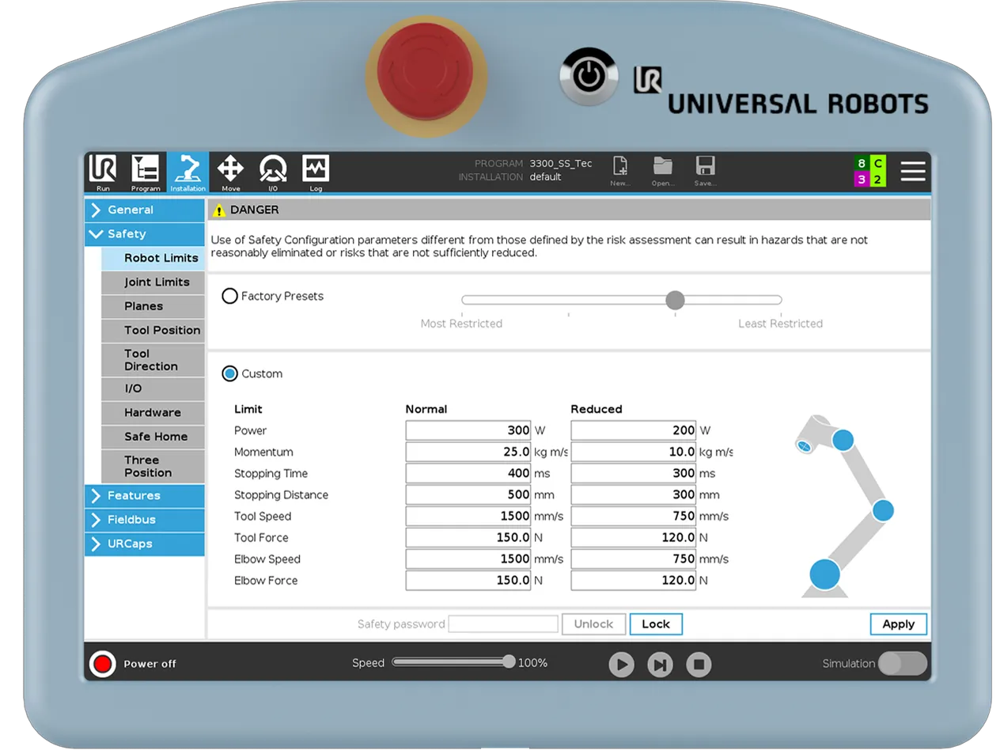 UR
UNIVERSAL ROBOTS
UR
Run
Program
Installation
Move
I/O
Log
PROGRAM 3300_SS_Tec
INSTALLATION default
New...
Open...
Save...
8 C
3 2
General
Safety
Robot Limits
Joint Limits
Planes
Tool Position
Tool
Direction
I/O
Hardware
Safe Home
Three
Position
Features
Fieldbus
URCaps
DANGER
Use of Safety Configuration parameters different from those defined by the risk assessment can result in hazards that are not
reasonably eliminated or risks that are not sufficiently reduced.
Factory Presets
Most Restricted Least Restricted
Custom
Limit Normal Reduced
Power 300 W 200 W
Momentum 25.0 kg m/s 10.0 kg m/s
Stopping Time 400 ms 300 ms
Stopping Distance 500 mm 300 mm
Tool Speed 1500 mm/s 750 mm/s
Tool Force 150.0 N 120.0 N
Elbow Speed 1500 mm/s 750 mm/s
Elbow Force 150.0 N 120.0 N
Safety password Unlock Lock Apply
Power off Speed 100% Simulation